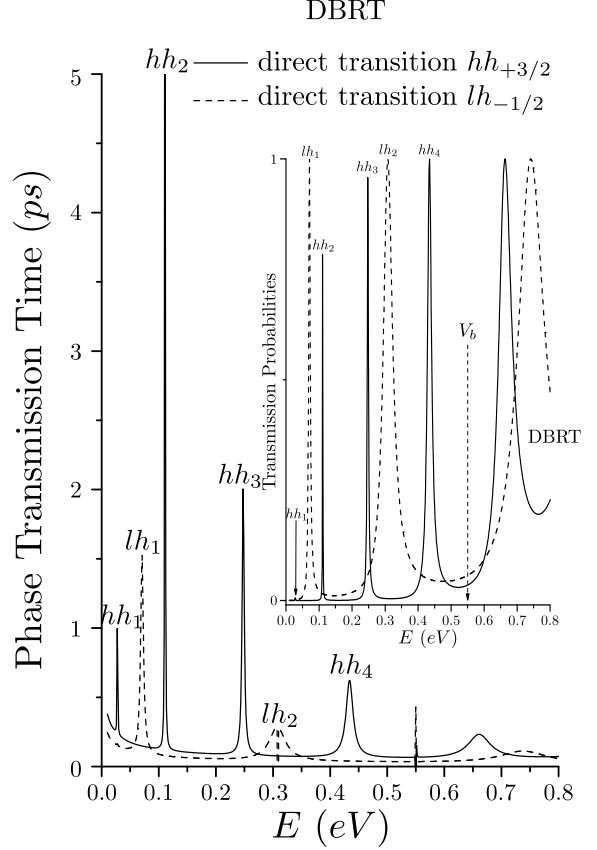 DBRT
direct transition hh+3/2
direct transition lh−1/2
Phase Transmission Time (ps)
5
4
3
2
1
0
hh2
hh3
lh1
hh1
lh2
hh4
0.0 0.1 0.2 0.3 0.4 0.5 0.6 0.7 0.8
E (eV)
Transmission Probabilities
1
0
lh1
lh2
hh4
hh3
hh2
hh1
Vb
DBRT
0.0 0.1 0.2 0.3 0.4 0.5 0.6 0.7 0.8
E (eV)